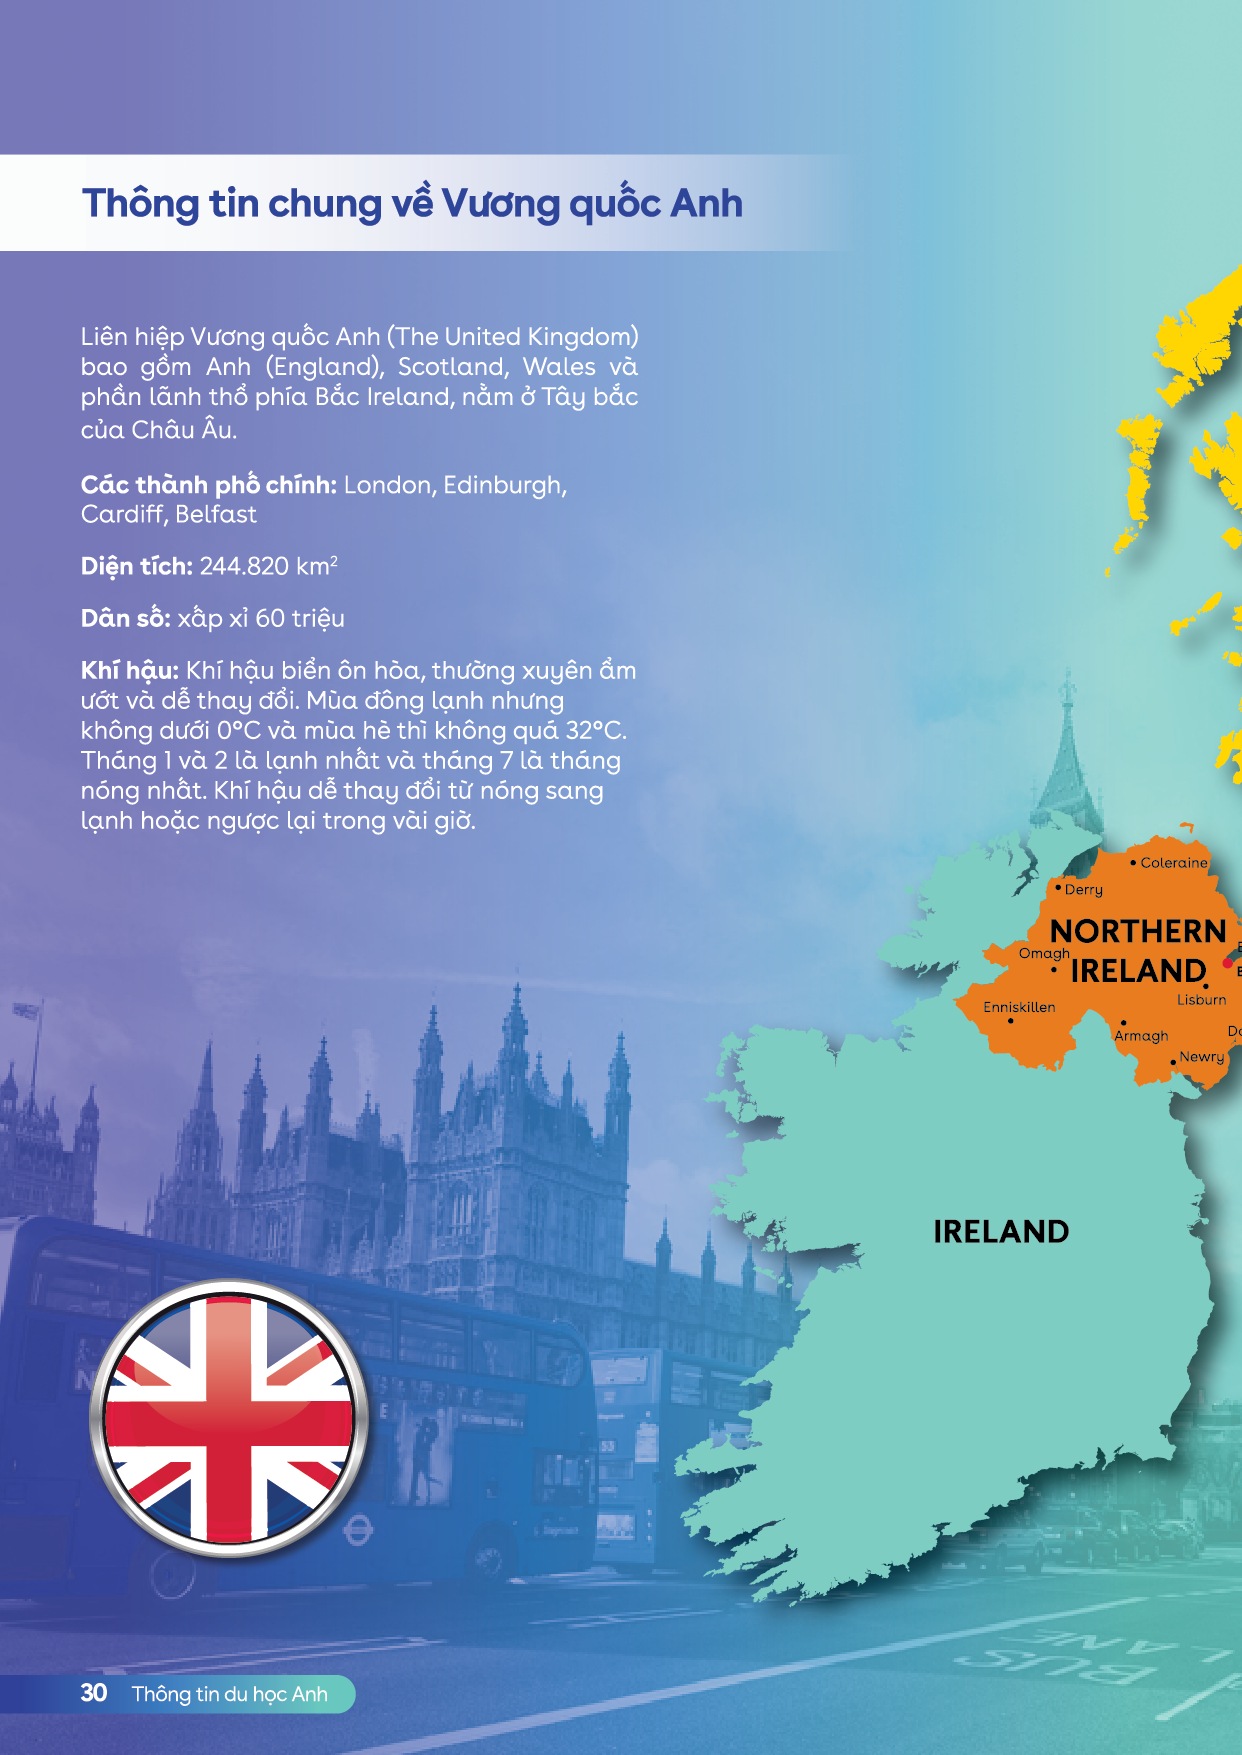 Thông tin chung về Vương quốc Anh
Liên hiệp Vương quốc Anh (The United Kingdom)
bao gồm Anh (England), Scotland, Wales và
phần lãnh thổ phía Bắc Ireland, nằm ở Tây bắc
của Châu Âu.
Các thành phố chính: London, Edinburgh,
Cardiff, Belfast
Diện tích: 244.820 km²
Dân số: xấp xỉ 60 triệu
Khí hậu: Khí hậu biển ôn hòa, thường xuyên ẩm
ướt và dễ thay đổi. Mùa đông lạnh nhưng
không dưới 0°C và mùa hè thì không quá 32°C.
Tháng 1 và 2 là lạnh nhất và tháng 7 là tháng
nóng nhất. Khí hậu dễ thay đổi từ nóng sang
lạnh hoặc ngược lại trong vài giờ.
Coleraine
Derry
NORTHERN
Omagh
IRELAND
Lisburn
Enniskillen
Armagh
Newry
IRELAND
53
BUS
LANE
30 Thông tin du học Anh